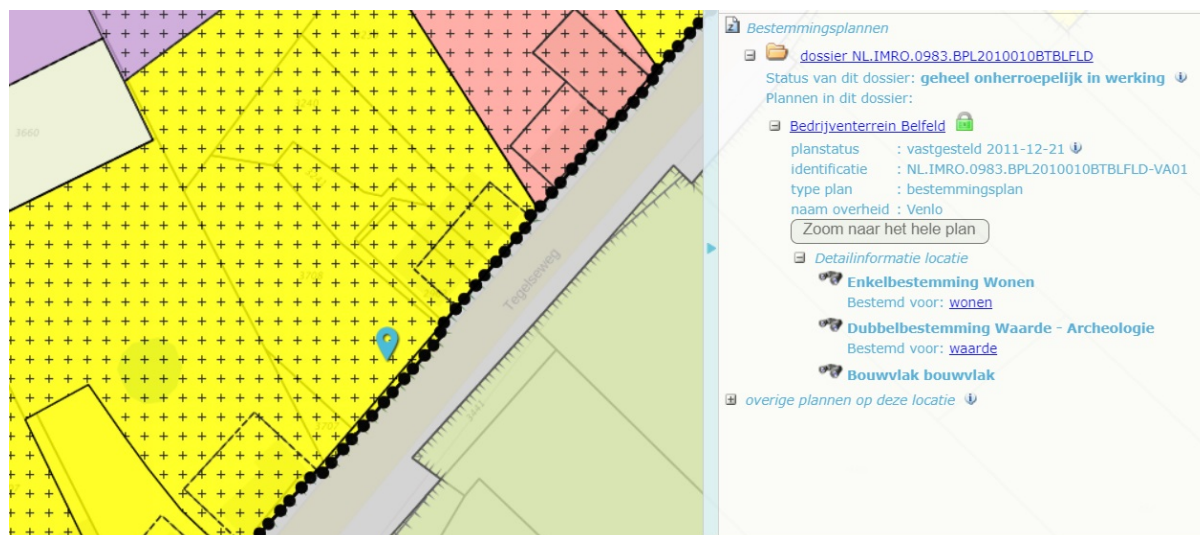 Bestemmingsplannen
dossier NL.IMRO.0983.BPL2010010BTBLFLD
Status van dit dossier: geheel onherroepelijk in werking
Plannen in dit dossier:
Bedrijventerrein Belfeld
planstatus : vastgesteld 2011-12-21
identificatie : NL.IMRO.0983.BPL2010010BTBLFLD-VA01
type plan : bestemmingsplan
naam overheid : Venlo
Zoom naar het hele plan
Detailinformatie locatie
Enkelbestemming Wonen
Bestemd voor: wonen
Dubbelbestemming Waarde - Archeologie
Bestemd voor: waarde
Bouwvlak bouwvlak
overige plannen op deze locatie
3240
3660
3708
Tegelseweg
3441